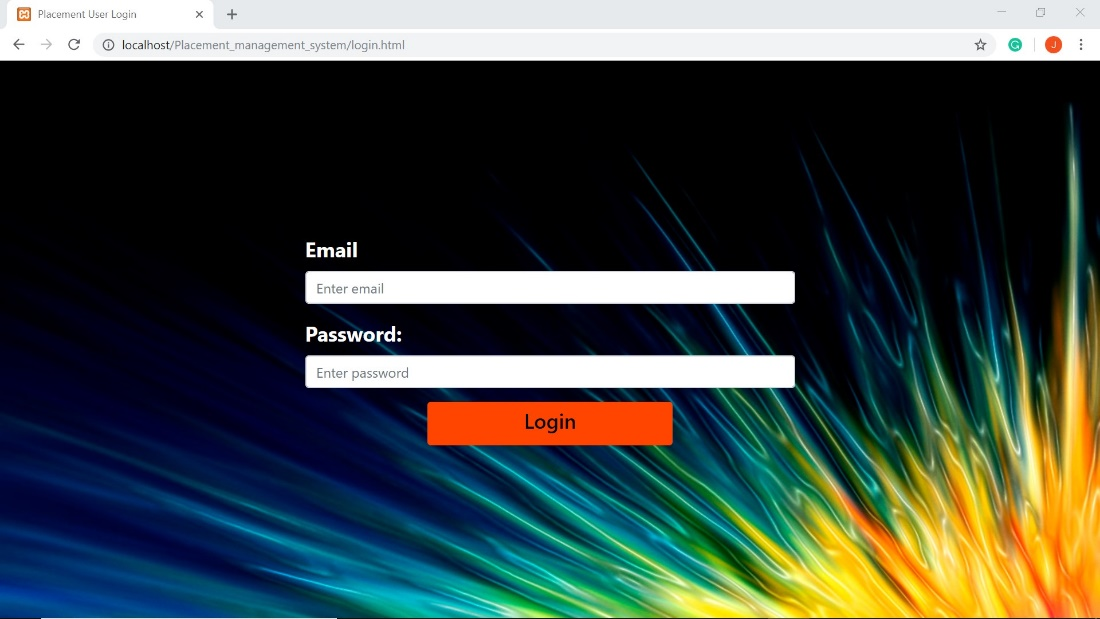 Placement User Login
localhost/Placement_management_system/login.html
J
Email
Enter email
Password:
Enter password
Login